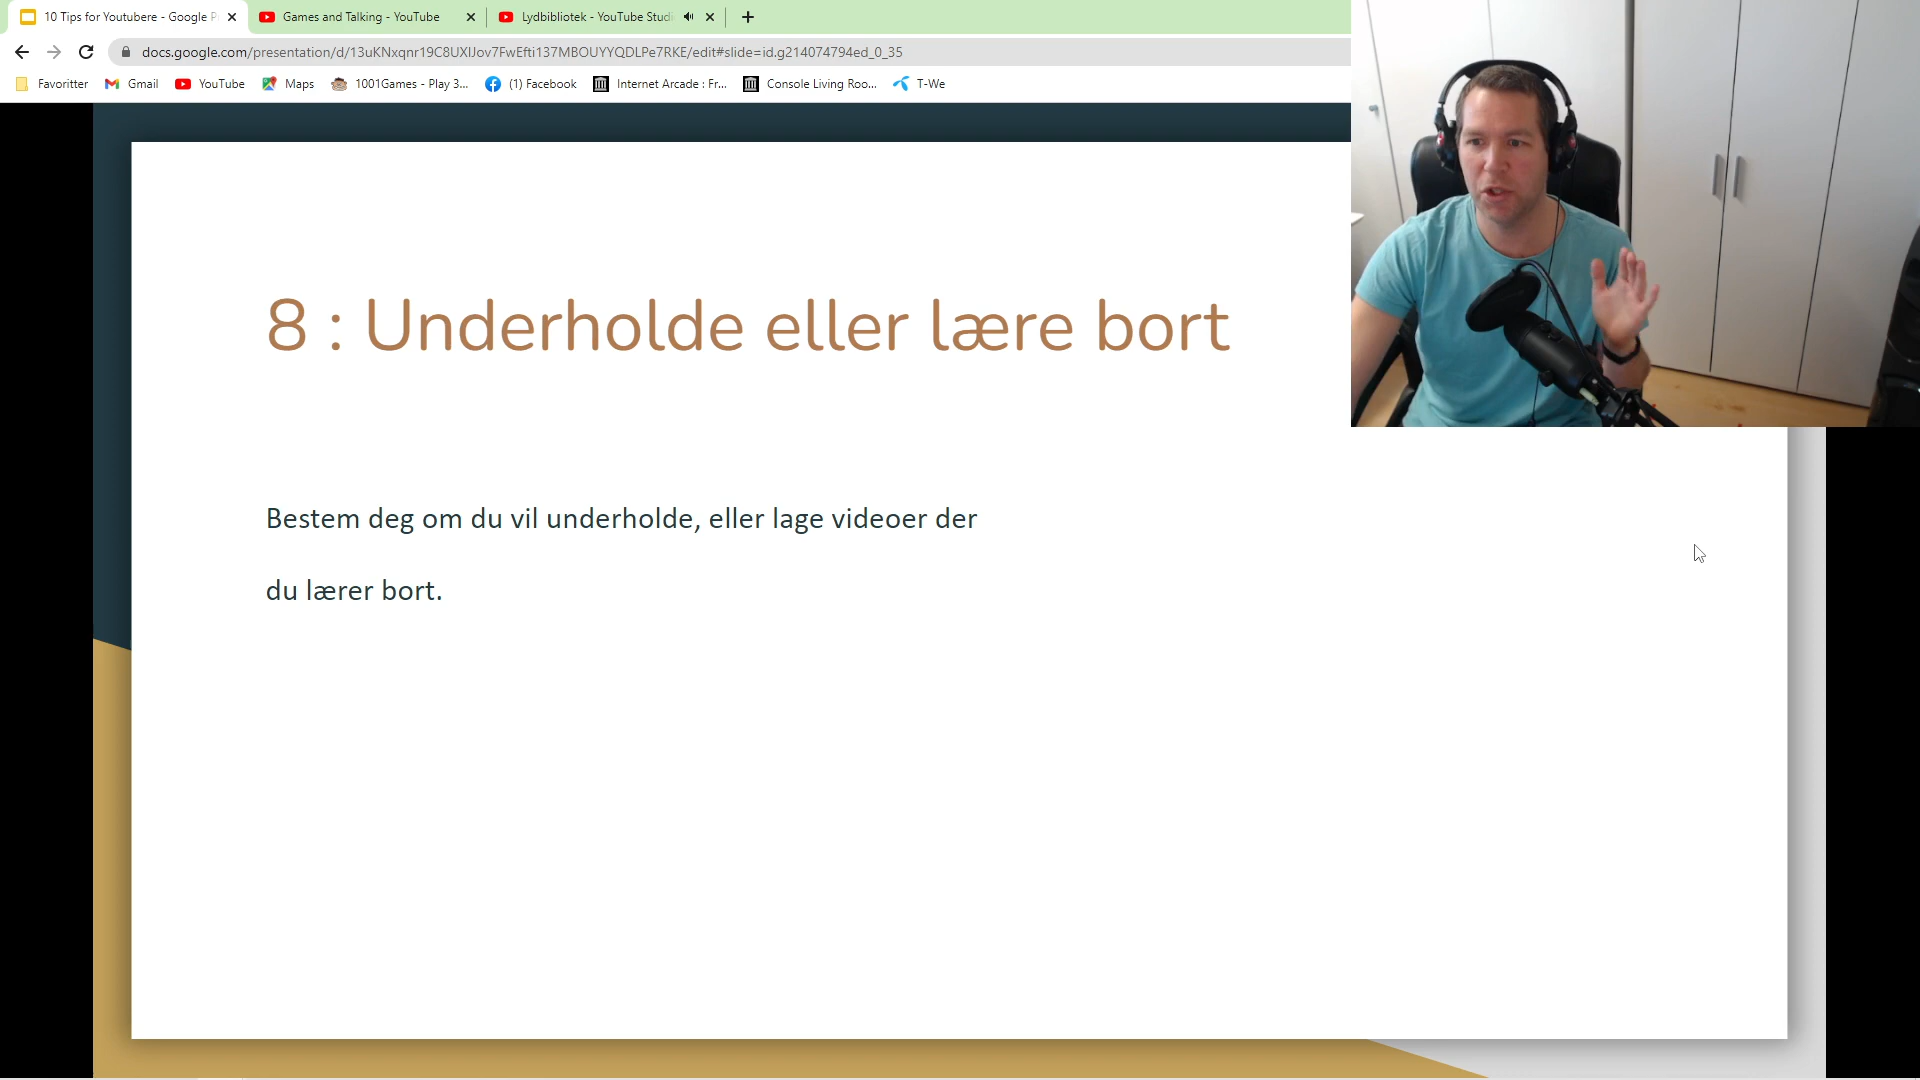 10 Tips for Youtubere - Google P
Games and Talking - YouTube
Lydbibliotek - YouTube Studi
docs.google.com/presentation/d/13uKNxqnr19C8UXIJov7FwEfti137MBOUYYQDLPe7RKE/edit#slide=id.g214074794ed_0_35
Favoritter
Gmail
YouTube
Maps
1001Games - Play 3...
(1) Facebook
Internet Arcade : Fr...
Console Living Roo...
T-We
8 : Underholde eller lære bort
Bestem deg om du vil underholde, eller lage videoer der
du lærer bort.